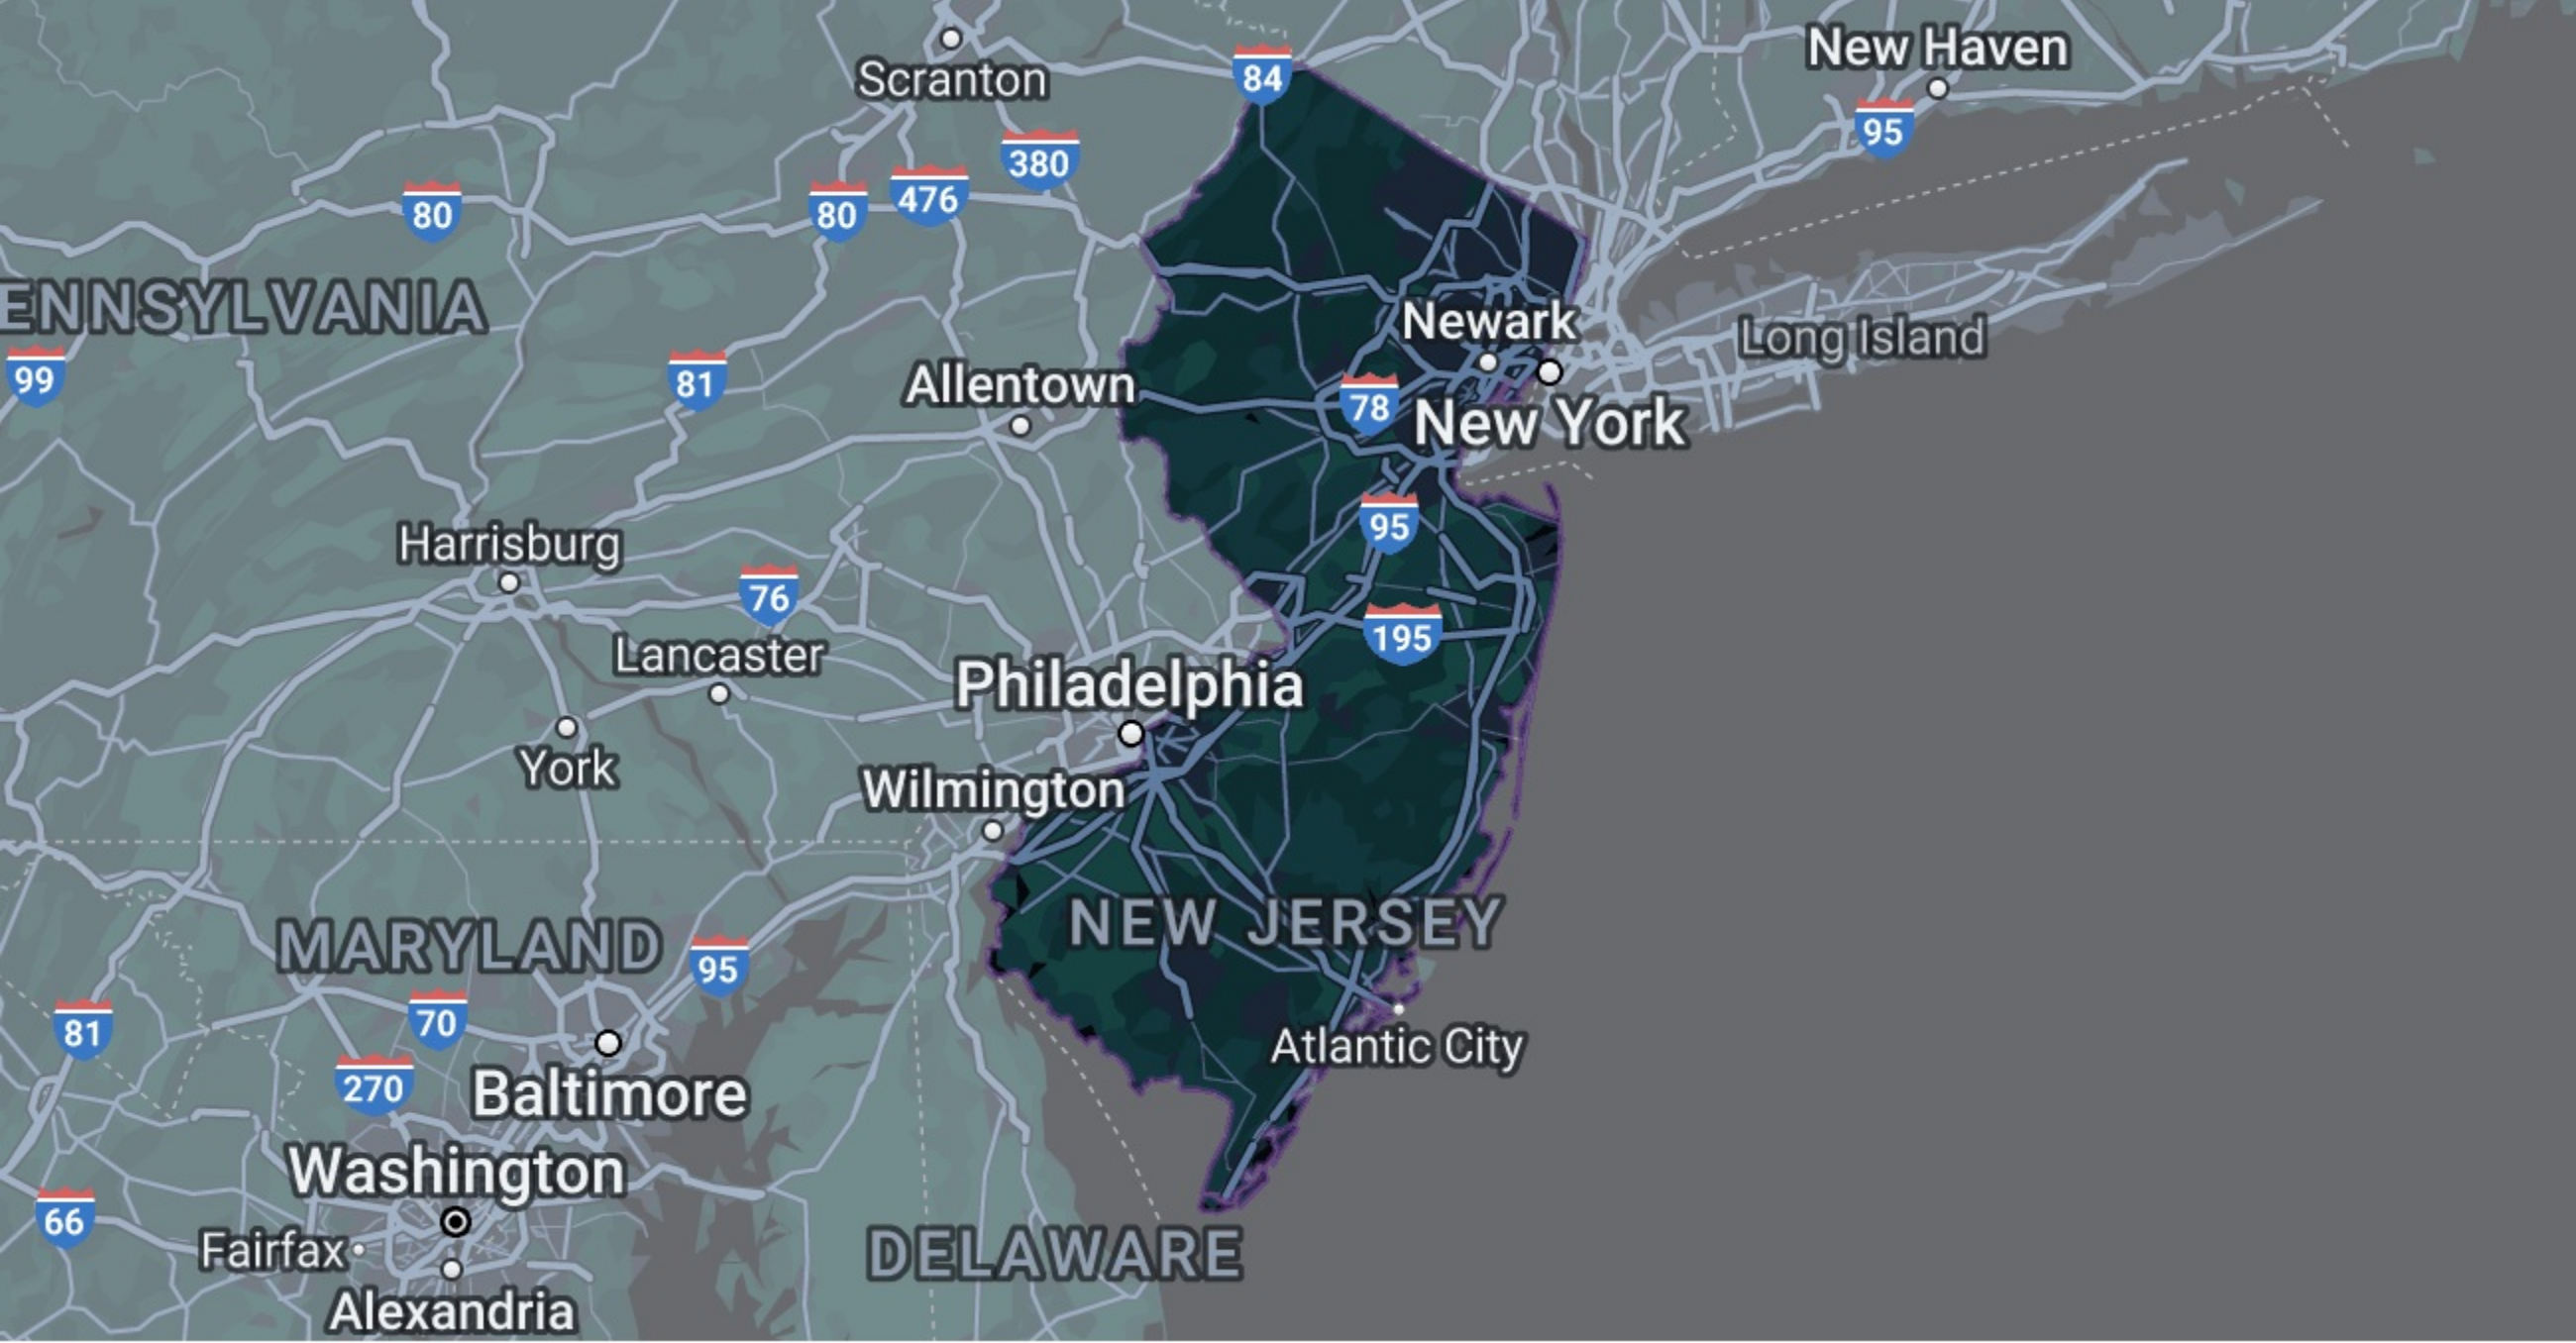 Scranton
84
New Haven
95
380
80
80
476
ENNSYLVANIA
Newark
Long Island
99
81
Allentown
78
New York
95
Harrisburg
76
195
Lancaster
Philadelphia
York
Wilmington
MARYLAND
NEW JERSEY
95
81
70
Atlantic City
270
Baltimore
Washington
66
Fairfax
DELAWARE
Alexandria